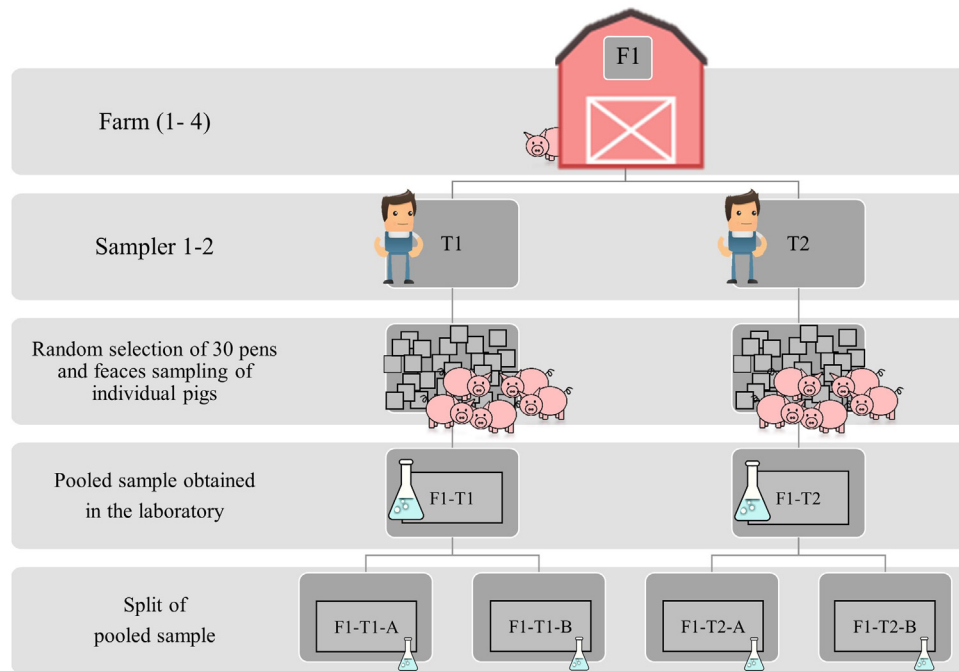 F1
Farm (1- 4)
Sampler 1-2
T1
T2
Random selection of 30 pens
and feaces sampling of
individual pigs
Pooled sample obtained
in the laboratory
F1-T1
F1-T2
Split of
pooled sample
F1-T1-A
F1-T1-B
F1-T2-A
F1-T2-B